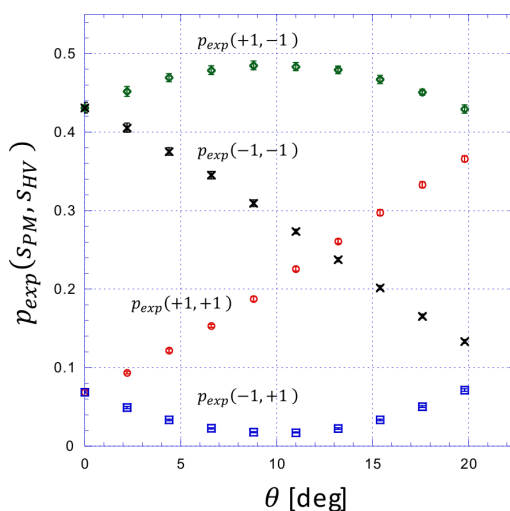 0.5
0.4
0.3
0.2
0.1
0
p_exp(s_PM, s_HV)
p_exp(+1,−1)
p_exp(−1,−1)
p_exp(+1,+1)
p_exp(−1,+1)
0 5 10 15 20
θ [deg]